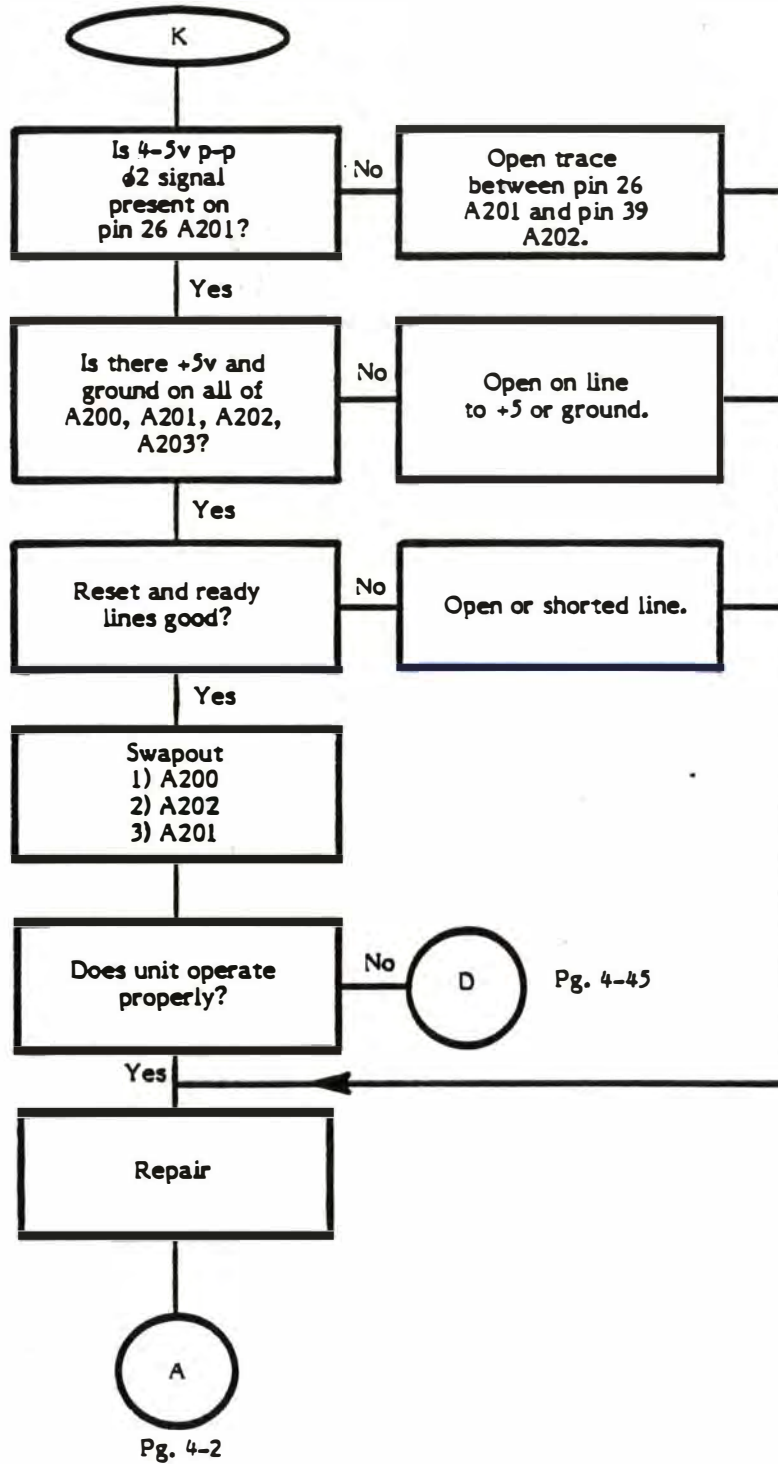 K
Is 4-5v p-p
ϕ2 signal
present on
pin 26 A201?
No
Open trace
between pin 26
A201 and pin 39
A202.
Yes
Is there +5v and
ground on all of
A200, A201, A202,
A203?
No
Open on line
to +5 or ground.
Yes
Reset and ready
lines good?
No
Open or shorted line.
Yes
Swapout
1) A200
2) A202
3) A201
Does unit operate
properly?
No
D
Pg. 4-45
Yes
Repair
A
Pg. 4-2